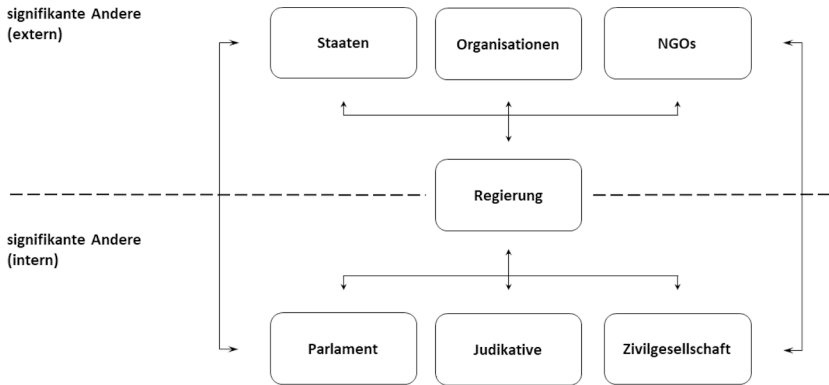 signifikante Andere
(extern)
Staaten
Organisationen
NGOs
Regierung
signifikante Andere
(intern)
Parlament
Judikative
Zivilgesellschaft